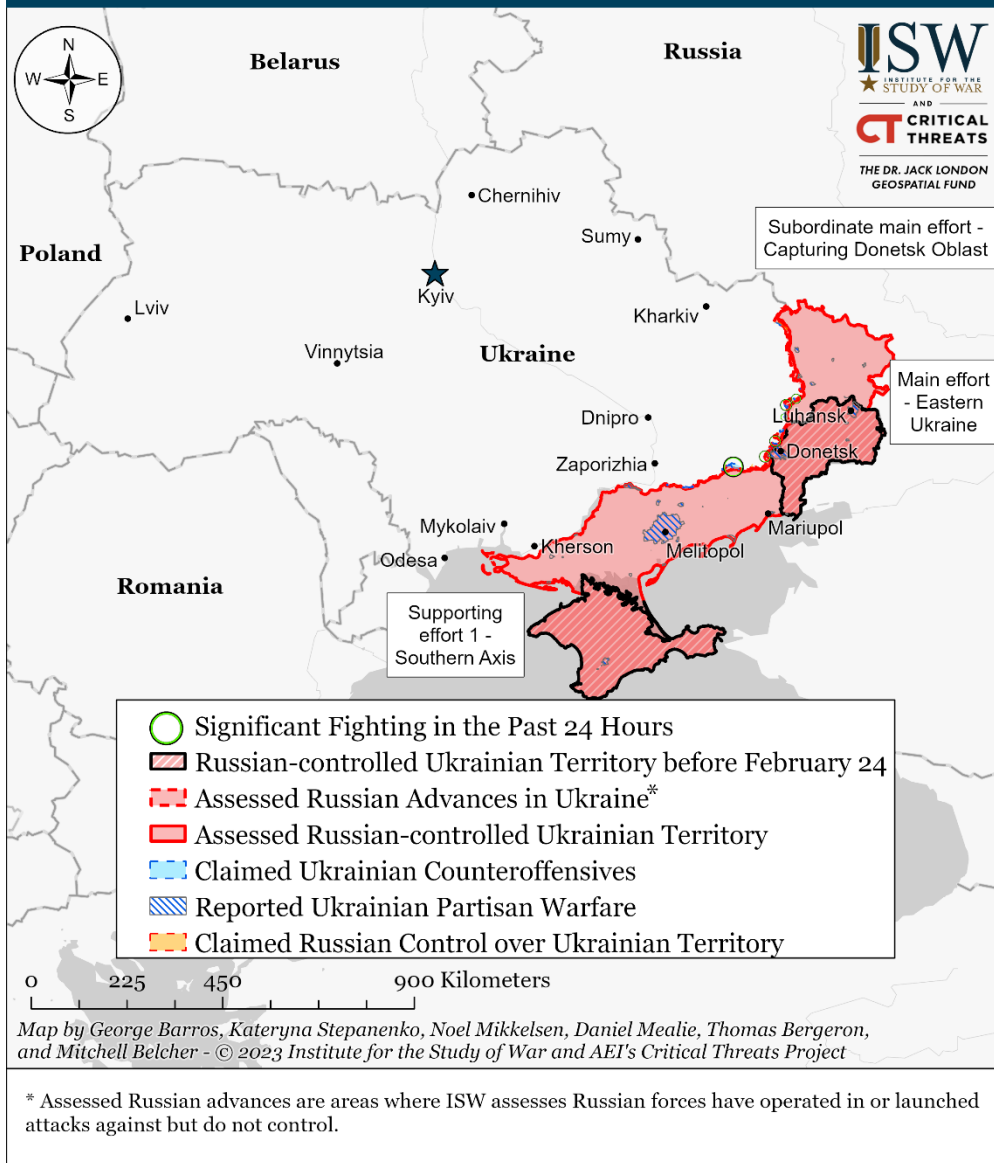 N
W
E
S
Belarus
Russia
ISW
INSTITUTE FOR THE
STUDY OF WAR
AND
CT CRITICAL
THREATS
THE DR. JACK LONDON
GEOSPATIAL FUND
Chernihiv
Subordinate main effort -
Capturing Donetsk Oblast
Sumy
Poland
Kyiv
Lviv
Kharkiv
Vinnytsia
Ukraine
Main effort
- Eastern
Ukraine
Dnipro
Luhansk
Donetsk
Zaporizhia
Mykolaiv
Mariupol
Kherson
Melitopol
Odesa
Romania
Supporting
effort 1 -
Southern Axis
Significant Fighting in the Past 24 Hours
Russian-controlled Ukrainian Territory before February 24
Assessed Russian Advances in Ukraine*
Assessed Russian-controlled Ukrainian Territory
Claimed Ukrainian Counteroffensives
Reported Ukrainian Partisan Warfare
Claimed Russian Control over Ukrainian Territory
0 225 450 900 Kilometers
Map by George Barros, Kateryna Stepanenko, Noel Mikkelsen, Daniel Mealie, Thomas Bergeron,
and Mitchell Belcher - © 2023 Institute for the Study of War and AEI's Critical Threats Project
* Assessed Russian advances are areas where ISW assesses Russian forces have operated in or launched
attacks against but do not control.